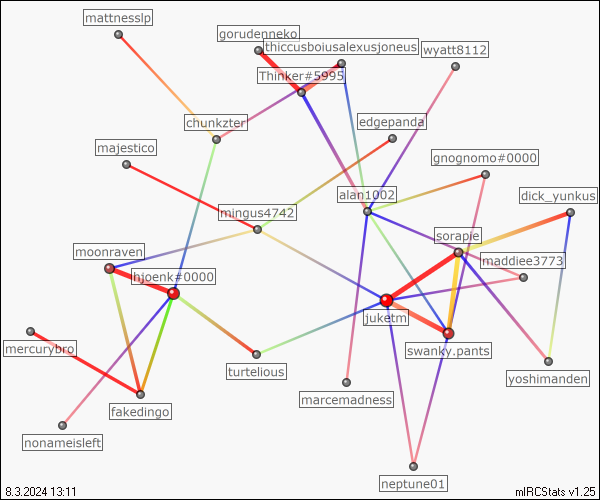 mattnesslp
gorudenneko
thiccusboiusalexusjoneus
wyatt8112
Thinker#5995
chunkzter
edgepanda
majestico
gnognomo#0000
alan1002
dick_yunkus
mingus4742
sorapie
moonraven
maddiee3773
hjoenk#0000
juketm
mercurybro
swanky.pants
turtelious
yoshimanden
marcemadness
fakedingo
nonameisleft
neptune01
8.3.2024 13:11
mIRCStats v1.25